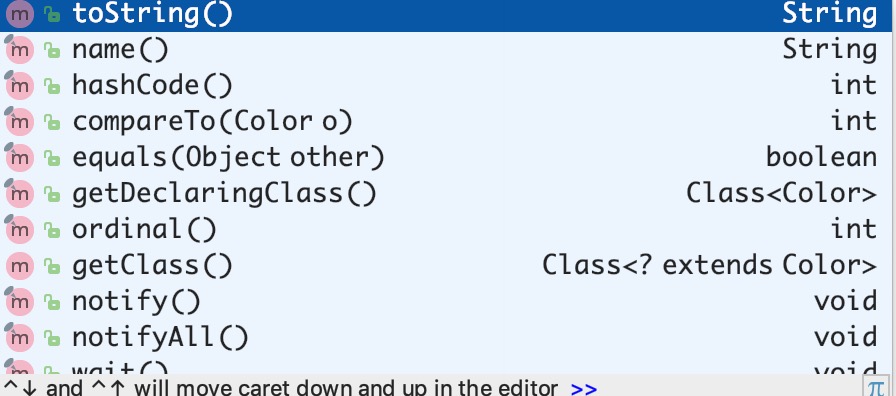 m toString() String
m name() String
m hashCode() int
m compareTo(Color o) int
m equals(Object other) boolean
m getDeclaringClass() Class<Color>
m ordinal() int
m getClass() Class<? extends Color>
m notify() void
m notifyAll() void
m wait() void
^↓ and ^↑ will move caret down and up in the editor >> π